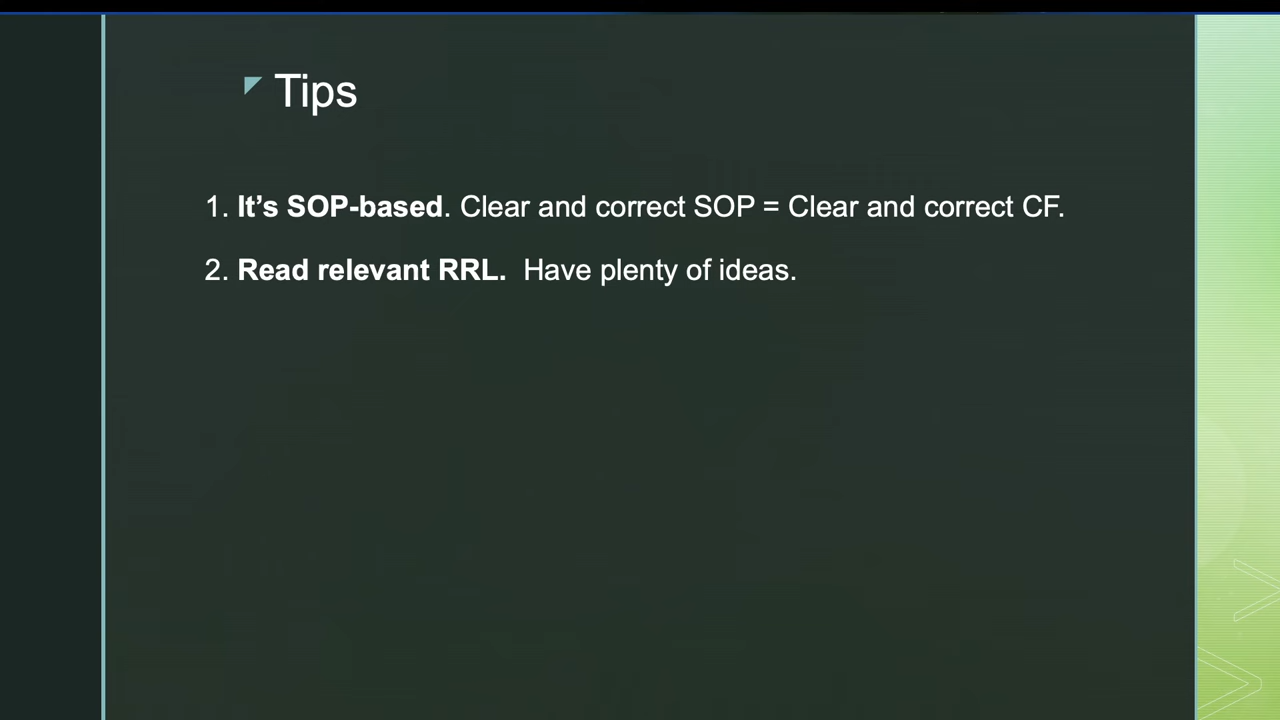 Tips
1. It’s SOP-based. Clear and correct SOP = Clear and correct CF.
2. Read relevant RRL.  Have plenty of ideas.